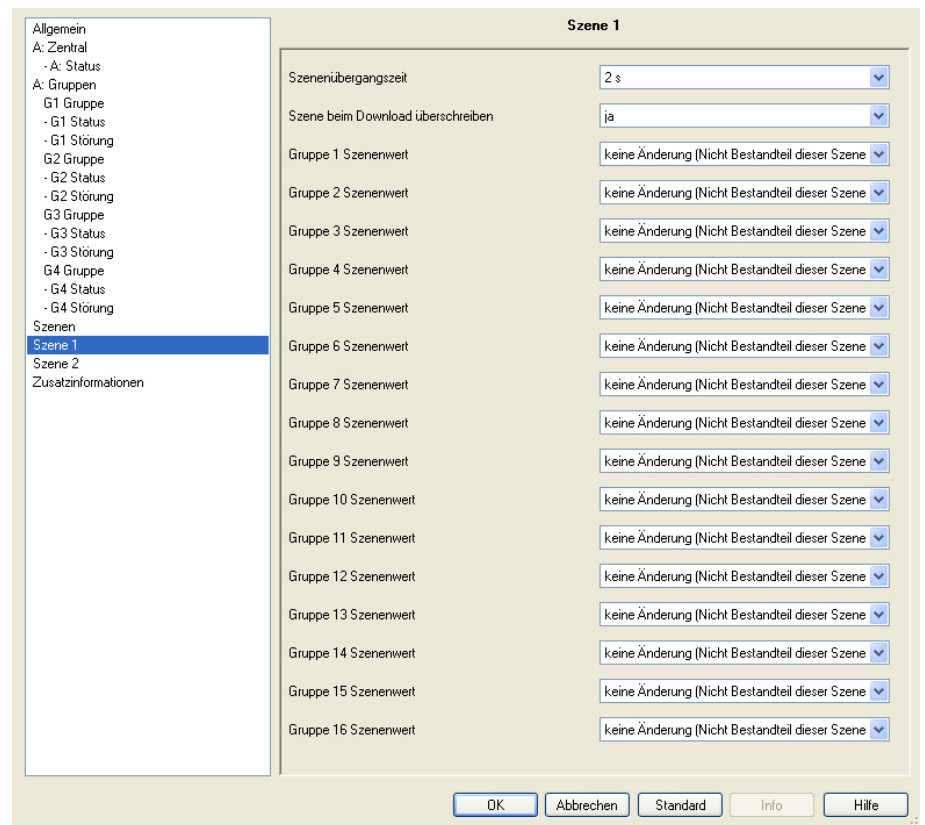 Allgemein
A: Zentral
- A: Status
A: Gruppen
G1 Gruppe
- G1 Status
- G1 Störung
G2 Gruppe
- G2 Status
- G2 Störung
G3 Gruppe
- G3 Status
- G3 Störung
G4 Gruppe
- G4 Status
- G4 Störung
Szenen
Szene 1
Szene 2
Zusatzinformationen
Szene 1
Szenenübergangszeit 2 s
Szene beim Download überschreiben ja
Gruppe 1 Szenenwert keine Änderung (Nicht Bestandteil dieser Szene
Gruppe 2 Szenenwert keine Änderung (Nicht Bestandteil dieser Szene
Gruppe 3 Szenenwert keine Änderung (Nicht Bestandteil dieser Szene
Gruppe 4 Szenenwert keine Änderung (Nicht Bestandteil dieser Szene
Gruppe 5 Szenenwert keine Änderung (Nicht Bestandteil dieser Szene
Gruppe 6 Szenenwert keine Änderung (Nicht Bestandteil dieser Szene
Gruppe 7 Szenenwert keine Änderung (Nicht Bestandteil dieser Szene
Gruppe 8 Szenenwert keine Änderung (Nicht Bestandteil dieser Szene
Gruppe 9 Szenenwert keine Änderung (Nicht Bestandteil dieser Szene
Gruppe 10 Szenenwert keine Änderung (Nicht Bestandteil dieser Szene
Gruppe 11 Szenenwert keine Änderung (Nicht Bestandteil dieser Szene
Gruppe 12 Szenenwert keine Änderung (Nicht Bestandteil dieser Szene
Gruppe 13 Szenenwert keine Änderung (Nicht Bestandteil dieser Szene
Gruppe 14 Szenenwert keine Änderung (Nicht Bestandteil dieser Szene
Gruppe 15 Szenenwert keine Änderung (Nicht Bestandteil dieser Szene
Gruppe 16 Szenenwert keine Änderung (Nicht Bestandteil dieser Szene
OK Abbrechen Standard Info Hilfe